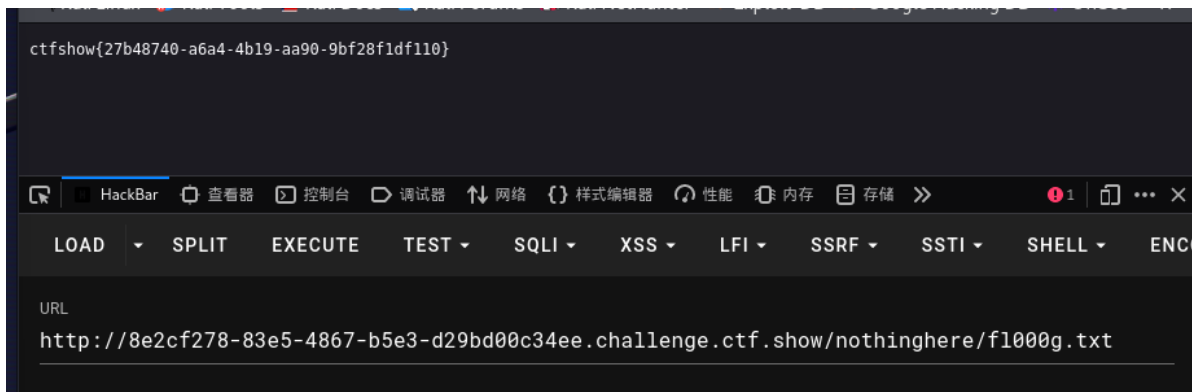 ctfshow{27b48740-a6a4-4b19-aa90-9bf28f1df110}
HackBar 查看器 控制台 调试器 网络 {} 样式编辑器 性能 内存 存储 1
LOAD SPLIT EXECUTE TEST SQLI XSS LFI SSRF SSTI SHELL ENC
URL
http://8e2cf278-83e5-4867-b5e3-d29bd00c34ee.challenge.ctf.show/nothinghere/fl000g.txt